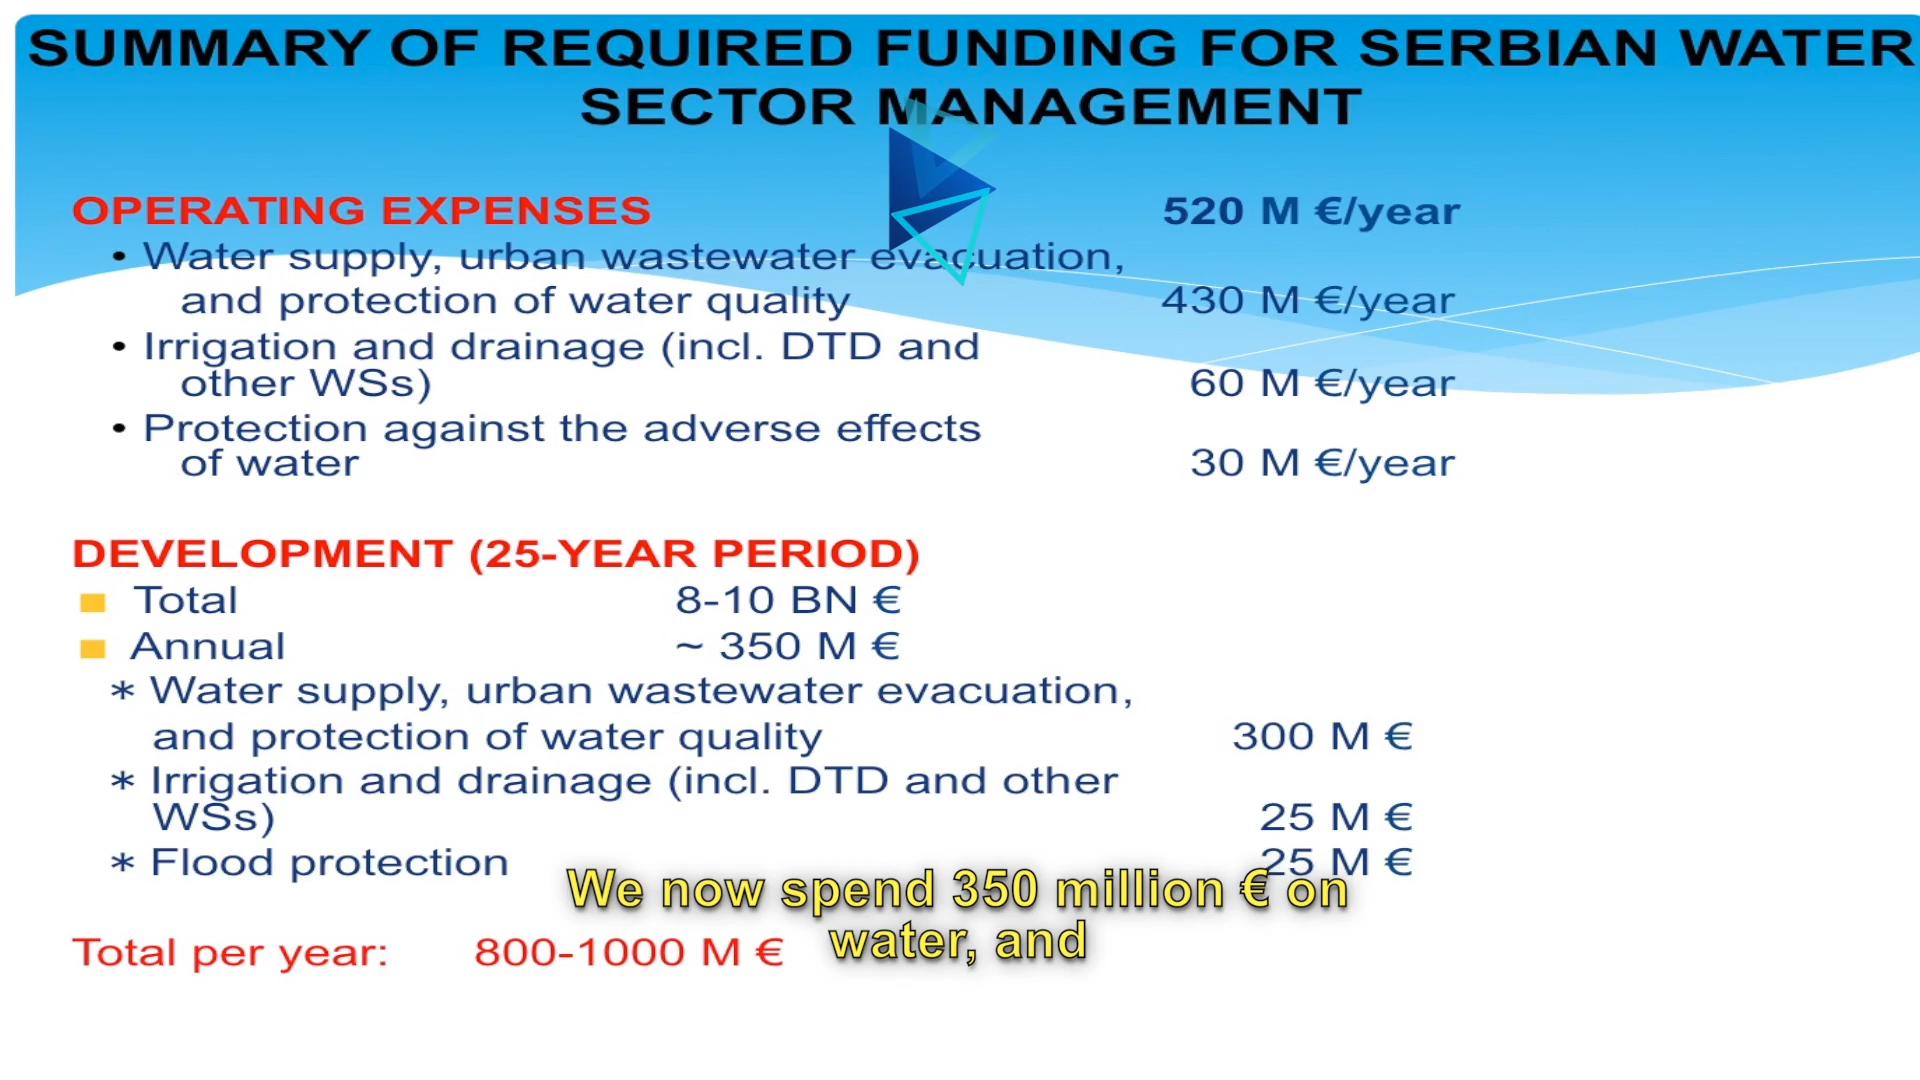 SUMMARY OF REQUIRED FUNDING FOR SERBIAN WATER
SECTOR MANAGEMENT
OPERATING EXPENSES 520 M €/year
• Water supply, urban wastewater evacuation,
and protection of water quality 430 M €/year
• Irrigation and drainage (incl. DTD and
other WSs) 60 M €/year
• Protection against the adverse effects
of water 30 M €/year
DEVELOPMENT (25-YEAR PERIOD)
Total 8-10 BN €
Annual ~ 350 M €
* Water supply, urban wastewater evacuation,
and protection of water quality 300 M €
* Irrigation and drainage (incl. DTD and other
WSs) 25 M €
* Flood protection 25 M €
We now spend 350 million € on
water, and
Total per year: 800-1000 M €